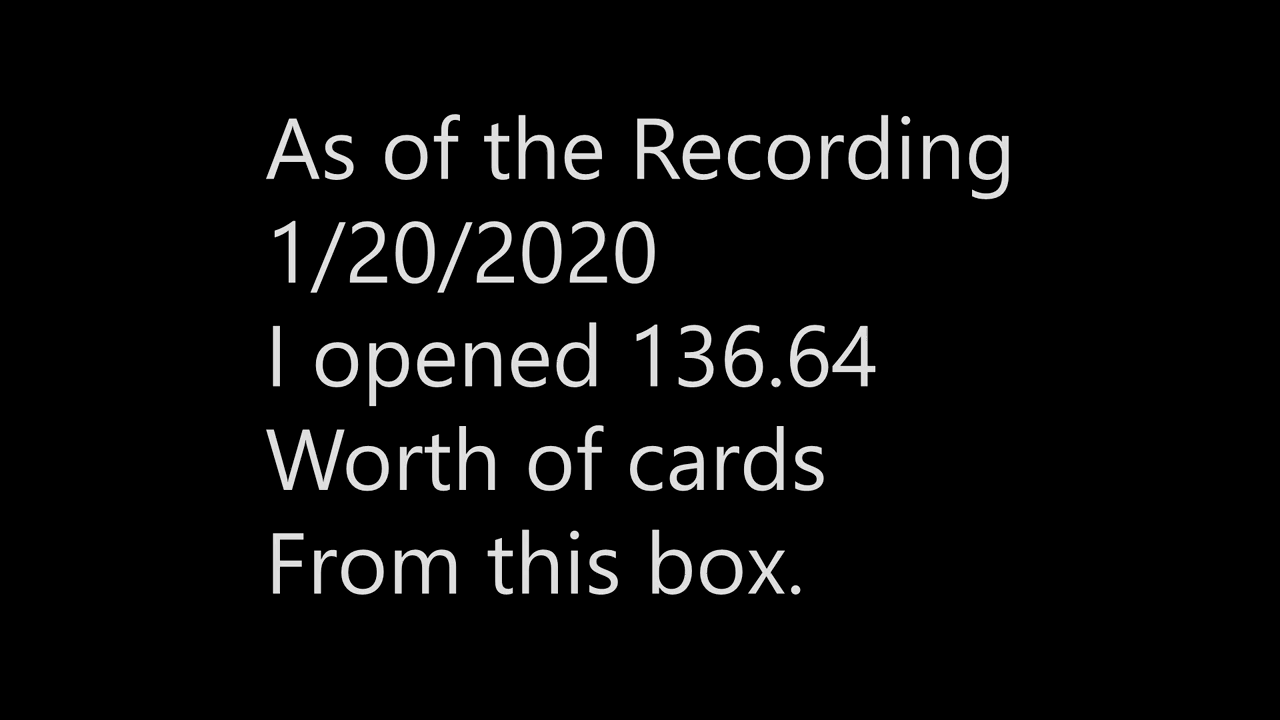 As of the Recording
1/20/2020
I opened 136.64
Worth of cards
From this box.